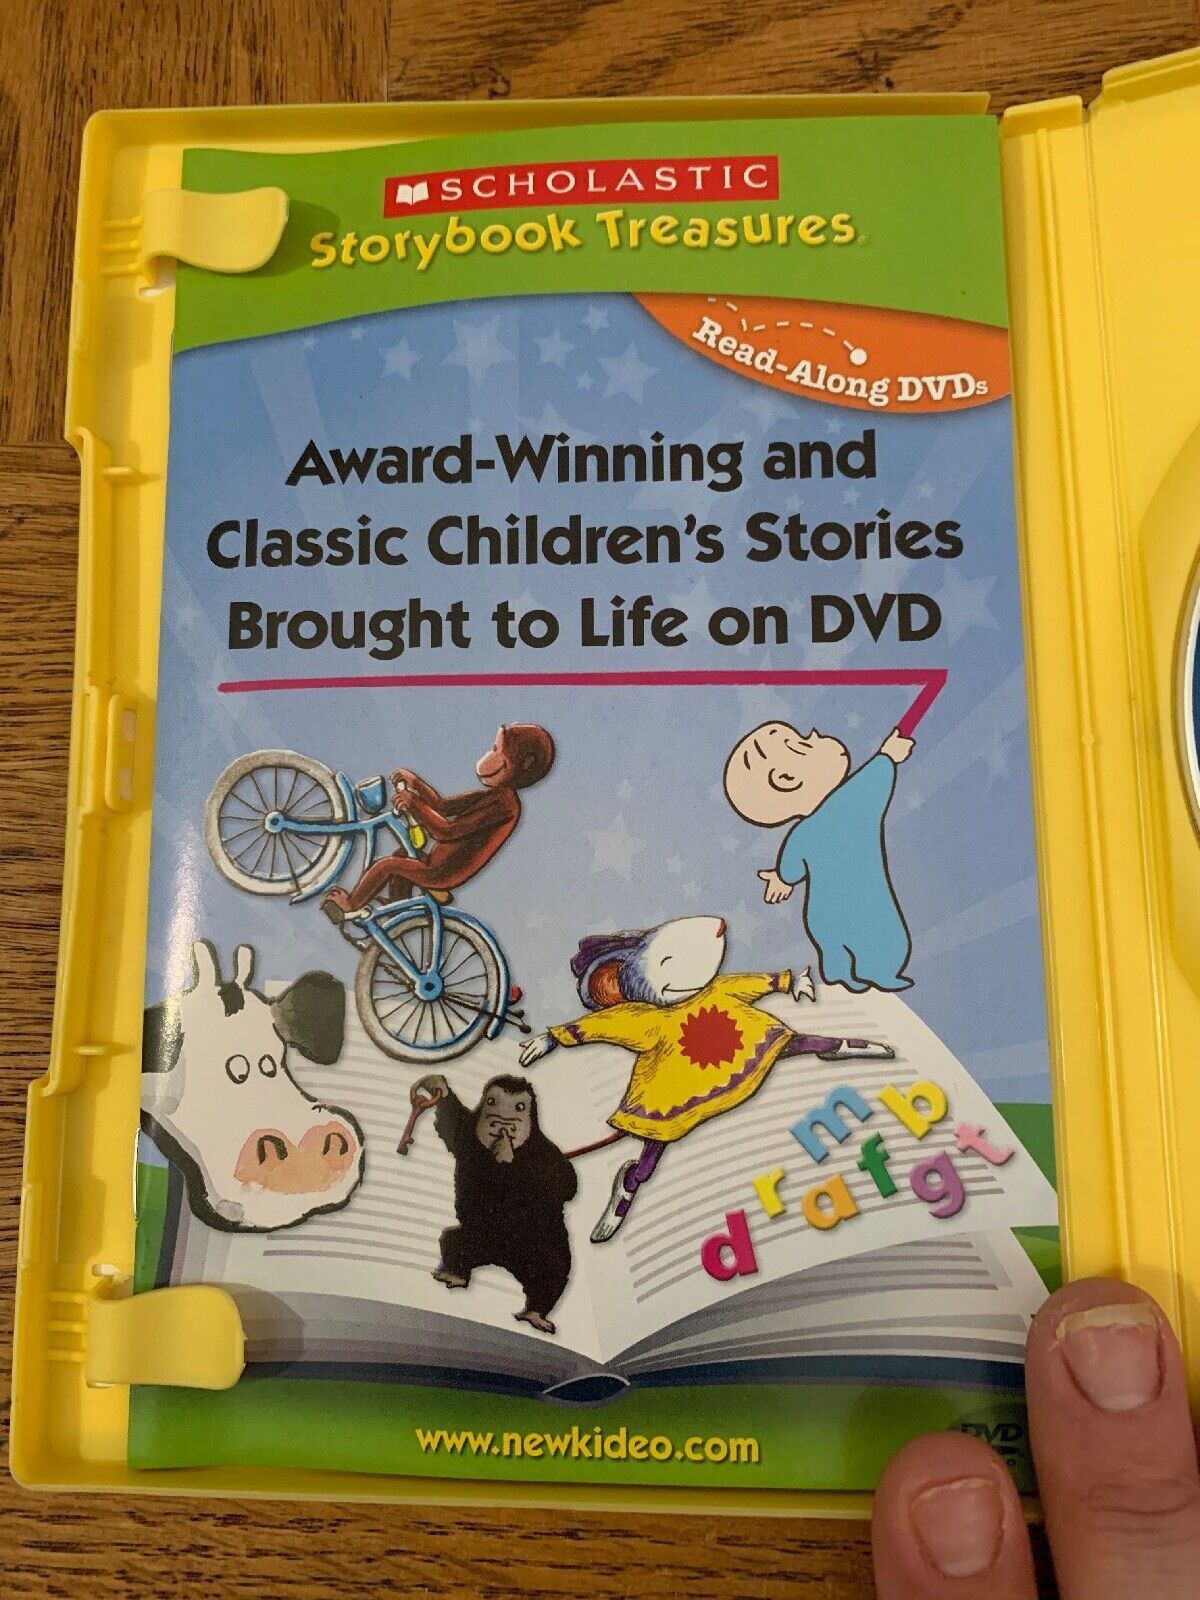 SCHOLASTIC
Storybook Treasures
Read-Along DVDs
Award-Winning and
Classic Children's Stories
Brought to Life on DVD
m b
r a f g t
d
www.newkideo.com
DVD